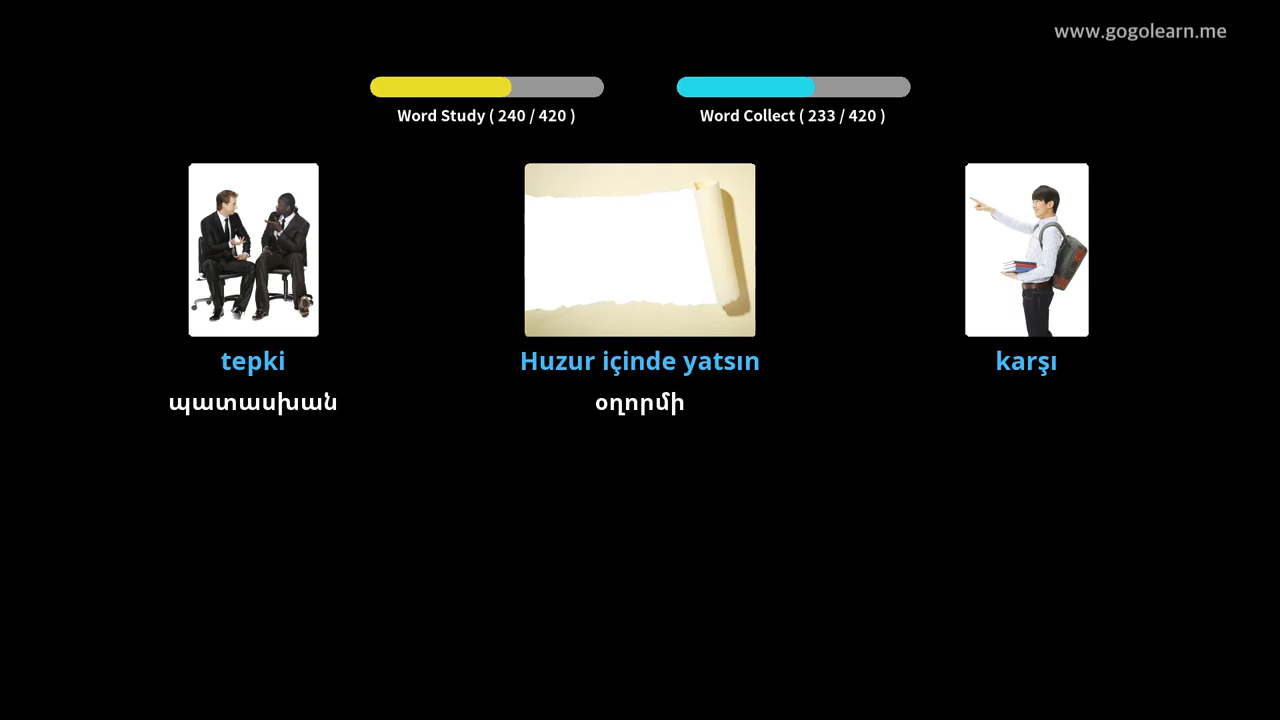 www.gogolearn.me
Word Study ( 240 / 420 )
Word Collect ( 233 / 420 )
tepki
Huzur içinde yatsın
karşı
պատասխան
օղորմի